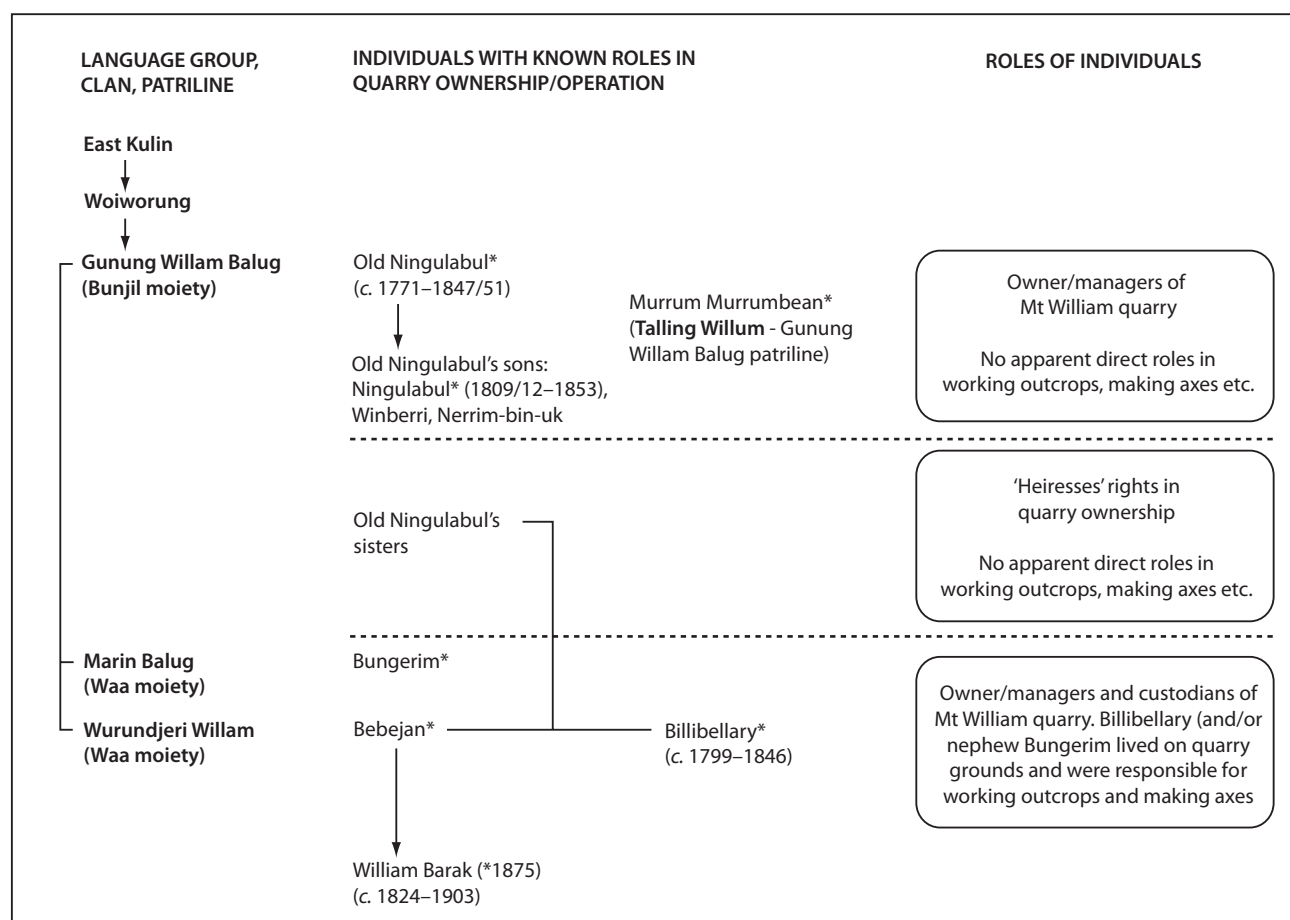 LANGUAGE GROUP,
CLAN, PATRILINE
INDIVIDUALS WITH KNOWN ROLES IN
QUARRY OWNERSHIP/OPERATION
ROLES OF INDIVIDUALS
East Kulin
Woiworung
Gunung Willam Balug
(Bunjil moiety)
Old Ningulabul*
(c. 1771–1847/51)
Murrum Murrumbean*
(Talling Willum - Gunung
Willam Balug patriline)
Old Ningulabul's sons:
Ningulabul* (1809/12–1853),
Winberri, Nerrim-bin-uk
Owner/managers of
Mt William quarry
No apparent direct roles in
working outcrops, making axes etc.
Old Ningulabul's
sisters
'Heiresses' rights in
quarry ownership
No apparent direct roles in
working outcrops, making axes etc.
Marin Balug
(Waa moiety)
Bungerim*
Wurundjeri Willam
(Waa moiety)
Bebejan*
Billibellary*
(c. 1799–1846)
Owner/managers and custodians of
Mt William quarry. Billibellary (and/or
nephew Bungerim lived on quarry
grounds and were responsible for
working outcrops and making axes
William Barak (*1875)
(c. 1824–1903)